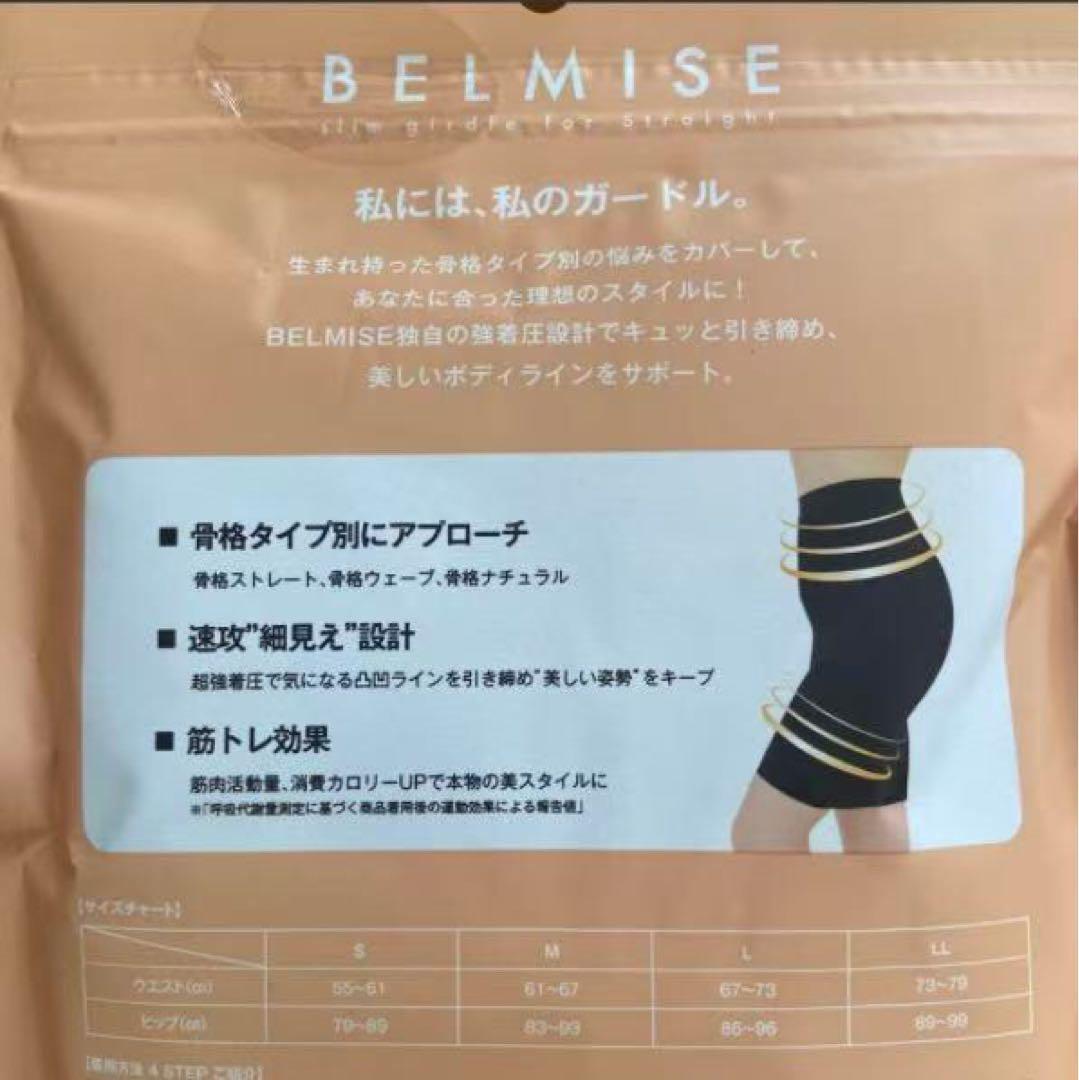 BELMISE
slim girdle for Straight
私には、私のガードル。
生まれ持った骨格タイプ別の悩みをカバーして、
あなたに合った理想のスタイルに！
BELMISE独自の強着圧設計でキュッと引き締め、
美しいボディラインをサポート。
■ 骨格タイプ別にアプローチ
骨格ストレート、骨格ウェーブ、骨格ナチュラル
■ 速攻"細見え"設計
超強着圧で気になる凸凹ラインを引き締め"美しい姿勢"をキープ
■ 筋トレ効果
筋肉活動量、消費カロリーUPで本物の美スタイルに
※「呼吸代謝量測定に基づく商品着用後の運動効果による報告値」
【サイズチャート】
S M L LL
ウエスト(㎝) 55~61 61~67 67~73 73~79
ヒップ(㎝) 79~89 83~93 86~96 89~99
【着用方法 4 STEP ご紹介】